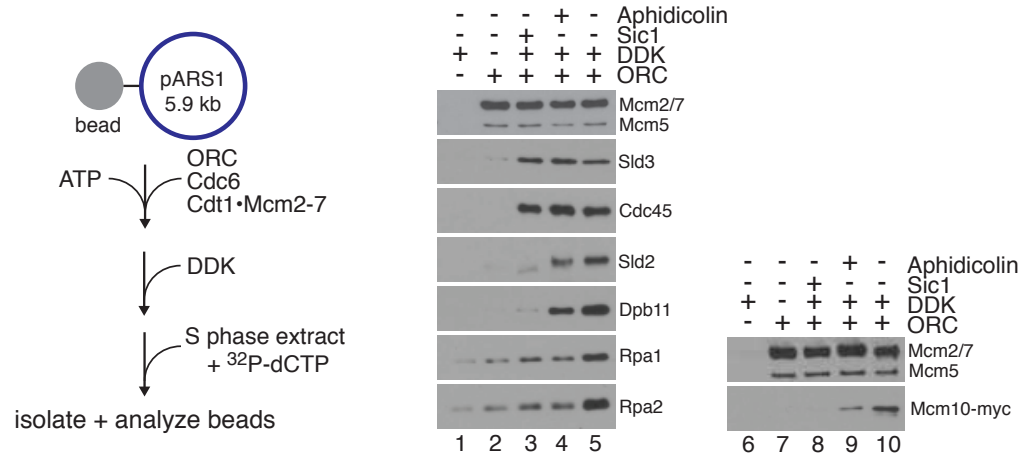 pARS1
5.9 kb
bead
ATP
ORC
Cdc6
Cdt1•Mcm2-7
DDK
S phase extract
+ ³²P-dCTP
isolate + analyze beads
- - - + - Aphidicolin
- - + - - Sic1
+ - + + + DDK
- + + + + ORC
Mcm2/7
Mcm5
Sld3
Cdc45
Sld2
Dpb11
Rpa1
Rpa2
1 2 3 4 5
- - - + - Aphidicolin
- - + - - Sic1
+ - + + + DDK
- + + + + ORC
Mcm2/7
Mcm5
Mcm10-myc
6 7 8 9 10